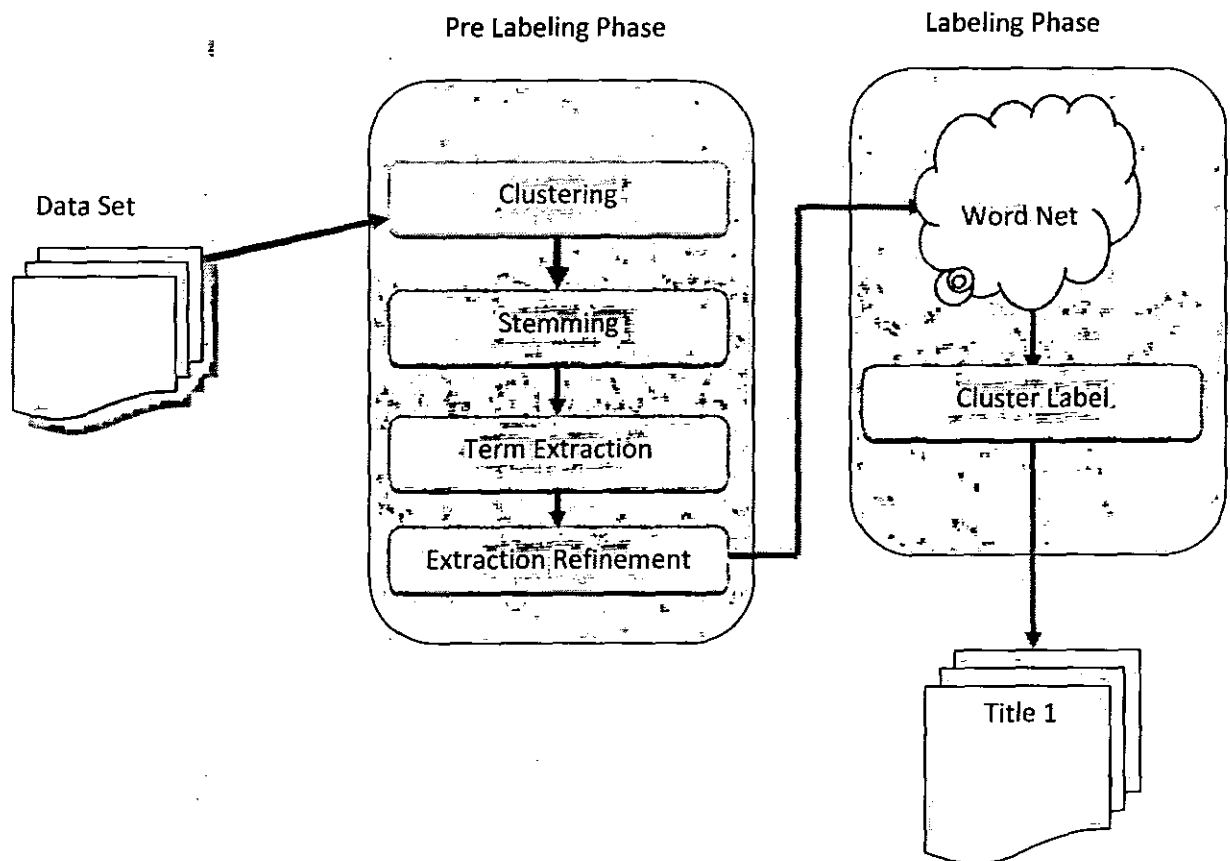 Pre Labeling Phase
Labeling Phase
Data Set
Clustering
Stemming
Term Extraction
Extraction Refinement
Word Net
Cluster Label
Title 1